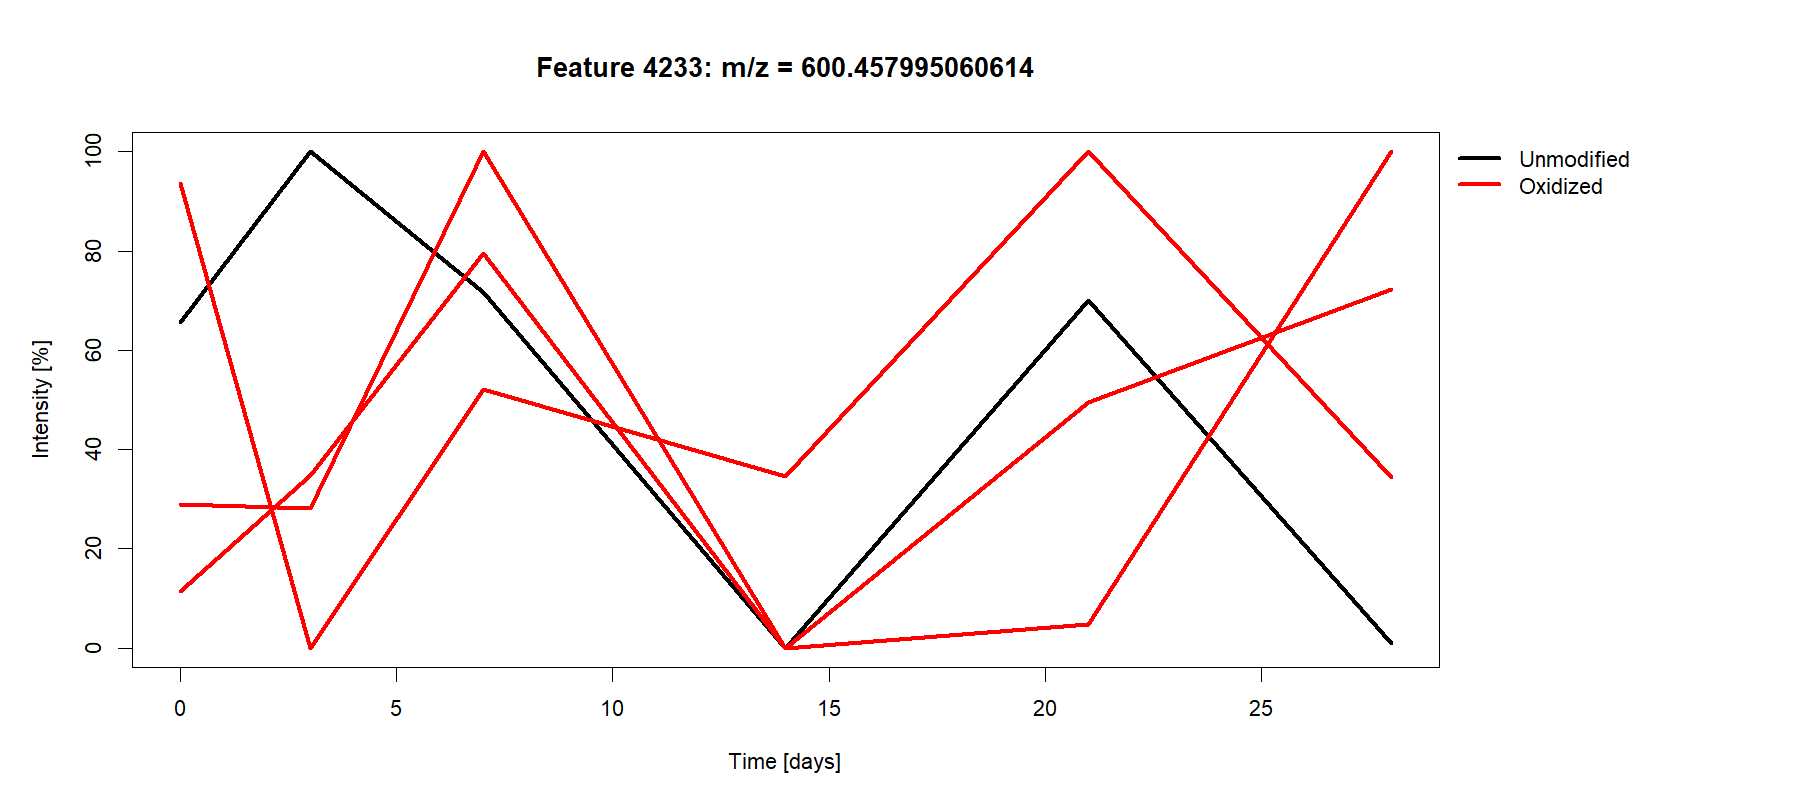 Feature 4233: m/z = 600.457995060614
Unmodified
Oxidized
Intensity [%]
100
80
60
40
20
0
0 5 10 15 20 25
Time [days]